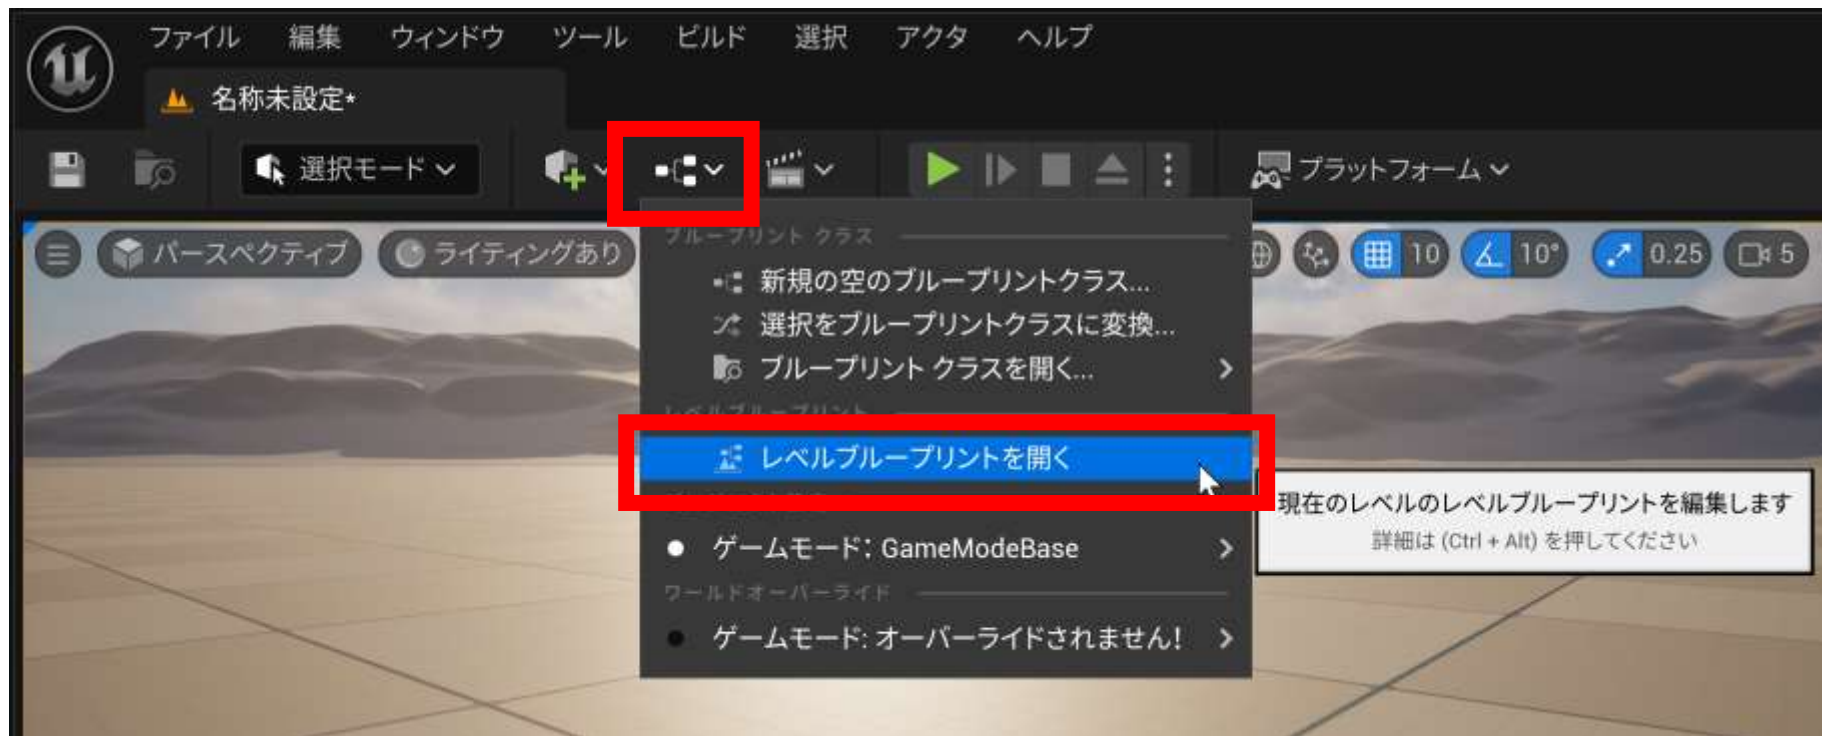 ファイル 編集 ウィンドウ ツール ビルド 選択 アクタ ヘルプ
名称未設定*
選択モード
プラットフォーム
パースペクティブ ライティングあり
10 10° 0.25 5
ブループリント クラス
新規の空のブループリントクラス...
選択をブループリントクラスに変換...
ブループリント クラスを開く...
レベルブループリント
レベルブループリントを開く
現在のレベルのレベルブループリントを編集します
詳細は (Ctrl + Alt) を押してください
ゲームモード: GameModeBase
ワールドオーバーライド
ゲームモード: オーバーライドされません!